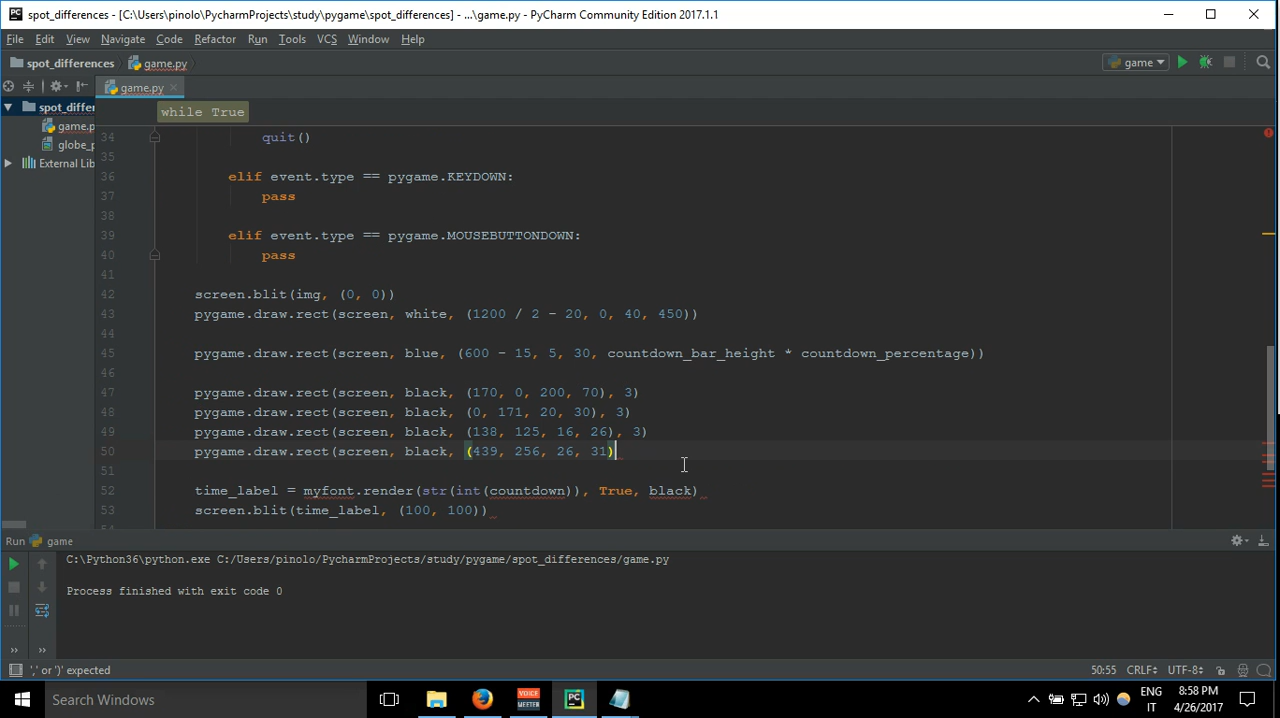 spot_differences - [C:\Users\pinolo\PycharmProjects\study\pygame\spot_differences] - ...\game.py - PyCharm Community Edition 2017.1.1
File Edit View Navigate Code Refactor Run Tools VCS Window Help
spot_differences game.py game
game.py
spot_differ while True
game.p
globe_p
External Lib
34 quit()
35
36 elif event.type == pygame.KEYDOWN:
37 pass
38
39 elif event.type == pygame.MOUSEBUTTONDOWN:
40 pass
41
42 screen.blit(img, (0, 0))
43 pygame.draw.rect(screen, white, (1200 / 2 - 20, 0, 40, 450))
44
45 pygame.draw.rect(screen, blue, (600 - 15, 5, 30, countdown_bar_height * countdown_percentage))
46
47 pygame.draw.rect(screen, black, (170, 0, 200, 70), 3)
48 pygame.draw.rect(screen, black, (0, 171, 20, 30), 3)
49 pygame.draw.rect(screen, black, (138, 125, 16, 26), 3)
50 pygame.draw.rect(screen, black, (439, 256, 26, 31)
51
52 time_label = myfont.render(str(int(countdown)), True, black)
53 screen.blit(time_label, (100, 100))
54
Run game
C:\Python36\python.exe C:/Users/pinolo/PycharmProjects/study/pygame/spot_differences/game.py
Process finished with exit code 0
',' or ')' expected 50:55 CRLF UTF-8
Search Windows VOICE MEETER PC ENG IT 8:58 PM 4/26/2017